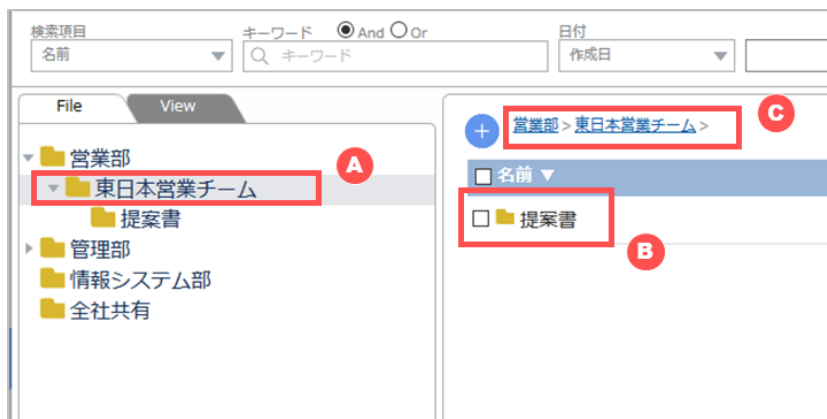 検索項目
キーワード And Or
日付
名前
キーワード
作成日
File View
営業部
東日本営業チーム
提案書
管理部
情報システム部
全社共有
A
営業部>東日本営業チーム>
C
名前
提案書
B